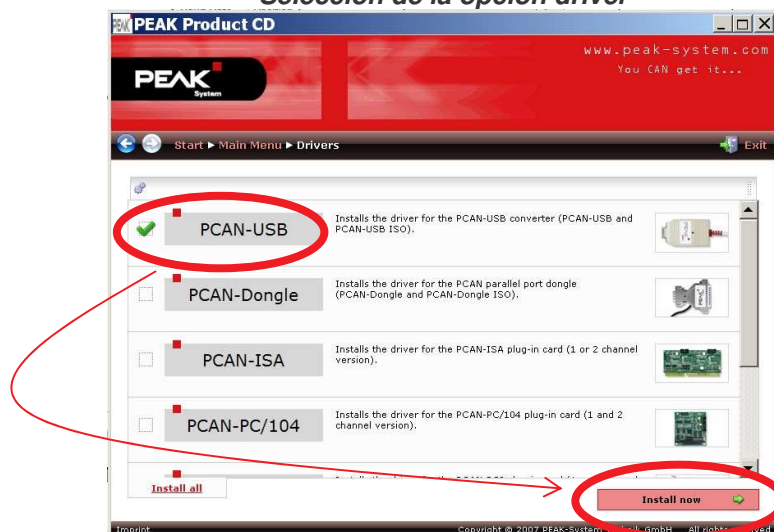 Selección de la opción driver
PEAK Product CD
www.peak-system.com
You CAN get it...
PEAK
System
Start ▸ Main Menu ▸ Drivers
Exit
PCAN-USB
Installs the driver for the PCAN-USB converter (PCAN-USB and
PCAN-USB ISO).
PCAN-Dongle
Installs the driver for the PCAN parallel port dongle
(PCAN-Dongle and PCAN-Dongle ISO).
PCAN-ISA
Installs the driver for the PCAN-ISA plug-in card (1 or 2 channel
version).
PCAN-PC/104
Installs the driver for the PCAN-PC/104 plug-in card (1 and 2
channel version).
Install all
Install now
Imprint
Copyright © 2007 PEAK-System GmbH All rights